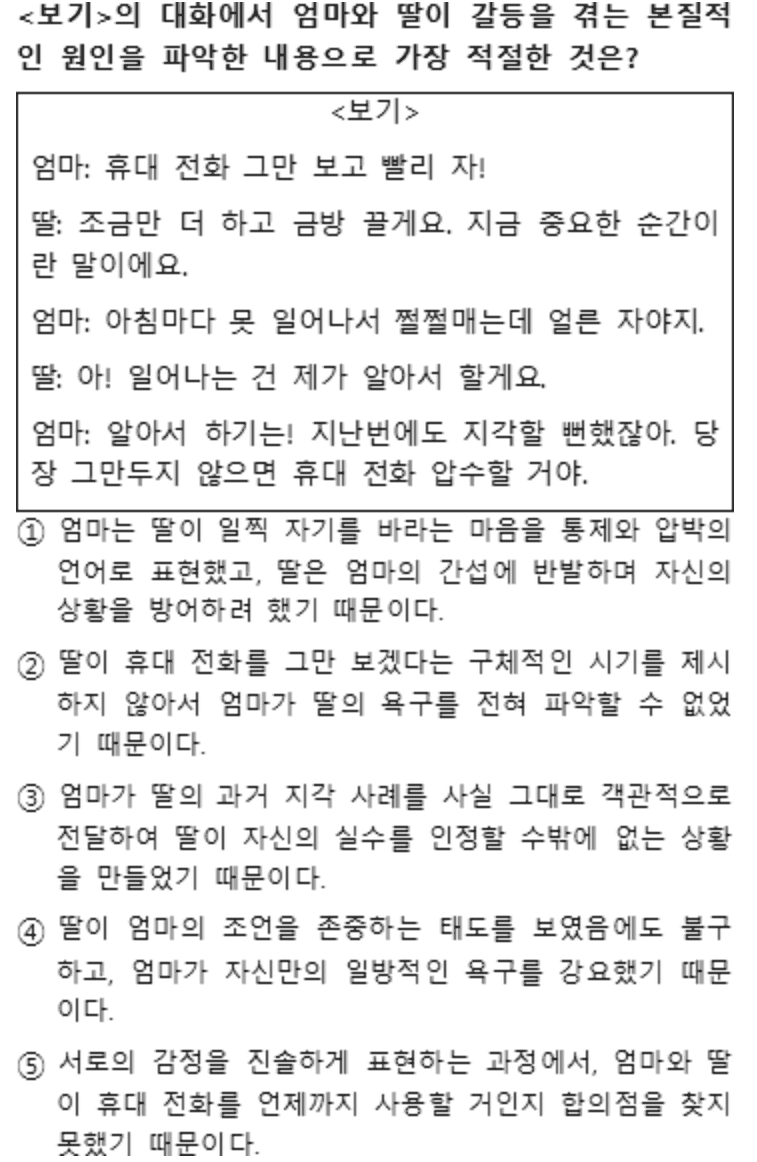 <보기>의 대화에서 엄마와 딸이 갈등을 겪는 본질적
인 원인을 파악한 내용으로 가장 적절한 것은?
<보기>
엄마: 휴대 전화 그만 보고 빨리 자!
딸: 조금만 더 하고 금방 끌게요. 지금 중요한 순간이
란 말이에요.
엄마: 아침마다 못 일어나서 쩔쩔매는데 얼른 자야지.
딸: 아! 일어나는 건 제가 알아서 할게요.
엄마: 알아서 하기는! 지난번에도 지각할 뻔했잖아. 당
장 그만두지 않으면 휴대 전화 압수할 거야.
① 엄마는 딸이 일찍 자기를 바라는 마음을 통제와 압박의
언어로 표현했고, 딸은 엄마의 간섭에 반발하며 자신의
상황을 방어하려 했기 때문이다.
② 딸이 휴대 전화를 그만 보겠다는 구체적인 시기를 제시
하지 않아서 엄마가 딸의 욕구를 전혀 파악할 수 없었
기 때문이다.
③ 엄마가 딸의 과거 지각 사례를 사실 그대로 객관적으로
전달하여 딸이 자신의 실수를 인정할 수밖에 없는 상황
을 만들었기 때문이다.
④ 딸이 엄마의 조언을 존중하는 태도를 보였음에도 불구
하고, 엄마가 자신만의 일방적인 욕구를 강요했기 때문
이다.
⑤ 서로의 감정을 진솔하게 표현하는 과정에서, 엄마와 딸
이 휴대 전화를 언제까지 사용할 거인지 합의점을 찾지
못했기 때문이다.